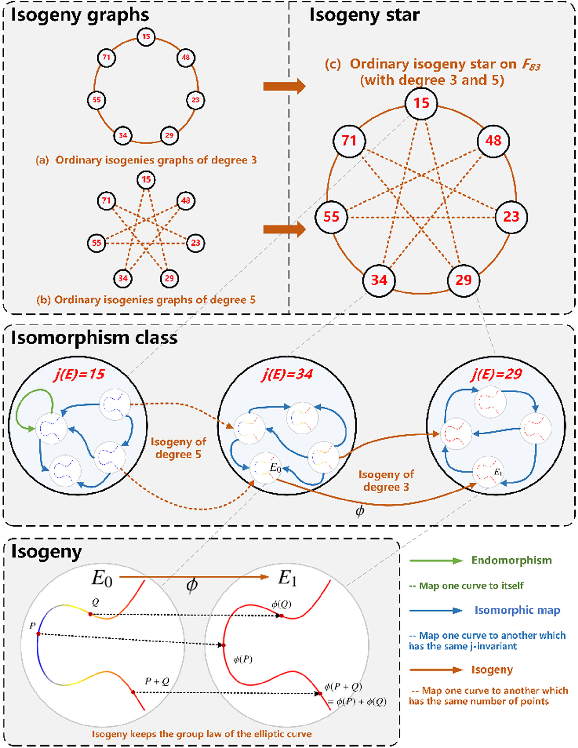 Isogeny graphs
Isogeny star
15
71
48
55
23
34
29
(a) Ordinary isogenies graphs of degree 3
15
71
48
55
23
34
29
(b) Ordinary isogenies graphs of degree 5
(c) Ordinary isogeny star on F83
(with degree 3 and 5)
15
71
48
55
23
34
29
Isomorphism class
j(E)=15
j(E)=34
j(E)=29
Isogeny of
degree 5
E0
E1
Isogeny of
degree 3
ϕ
Isogeny
E0
ϕ
E1
P
Q
P + Q
ϕ(Q)
ϕ(P)
ϕ(P + Q)
= ϕ(P) + ϕ(Q)
Isogeny keeps the group law of the elliptic curve
Endomorphism
-- Map one curve to itself
Isomorphic map
-- Map one curve to another which
has the same j-invariant
Isogeny
-- Map one curve to another which
has the same number of points